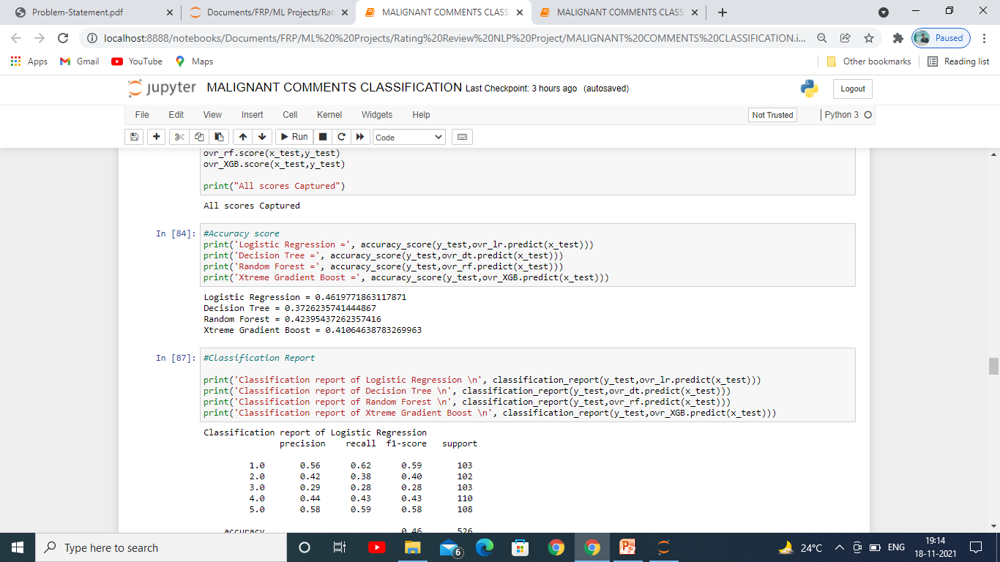 Problem-Statement.pdf
Documents/FRP/ML Projects/Rat
MALIGNANT COMMENTS CLASS
MALIGNANT COMMENTS CLASS
localhost:8888/notebooks/Documents/FRP/ML%20%20Projects/Rating%20Review%20NLP%20Project/MALIGNANT%20COMMENTS%20CLASSIFICATION.i...
Paused
Apps
Gmail
YouTube
Maps
Other bookmarks
Reading list
jupyter
MALIGNANT COMMENTS CLASSIFICATION Last Checkpoint: 3 hours ago (autosaved)
Logout
File Edit View Insert Cell Kernel Widgets Help
Not Trusted
Python 3
Run
Code
ovr_rf.score(x_test,y_test)
ovr_XGB.score(x_test,y_test)
print("All scores Captured")
All scores Captured
In [84]: #Accuracy score
print('Logistic Regression =', accuracy_score(y_test,ovr_lr.predict(x_test)))
print('Decision Tree =', accuracy_score(y_test,ovr_dt.predict(x_test)))
print('Random Forest =', accuracy_score(y_test,ovr_rf.predict(x_test)))
print('Xtreme Gradient Boost =', accuracy_score(y_test,ovr_XGB.predict(x_test)))
Logistic Regression = 0.4619771863117871
Decision Tree = 0.3726235741444867
Random Forest = 0.42395437262357416
Xtreme Gradient Boost = 0.41064638783269963
In [87]: #Classification Report
print('Classification report of Logistic Regression \n', classification_report(y_test,ovr_lr.predict(x_test)))
print('Classification report of Decision Tree \n', classification_report(y_test,ovr_dt.predict(x_test)))
print('Classification report of Random Forest \n', classification_report(y_test,ovr_rf.predict(x_test)))
print('Classification report of Xtreme Gradient Boost \n', classification_report(y_test,ovr_XGB.predict(x_test)))
Classification report of Logistic Regression
precision recall f1-score support
1.0 0.56 0.62 0.59 103
2.0 0.42 0.38 0.40 102
3.0 0.29 0.28 0.28 103
4.0 0.44 0.43 0.43 110
5.0 0.58 0.59 0.58 108
accuracy 0.46 526
Type here to search
6
24°C
ENG
19:14
18-11-2021